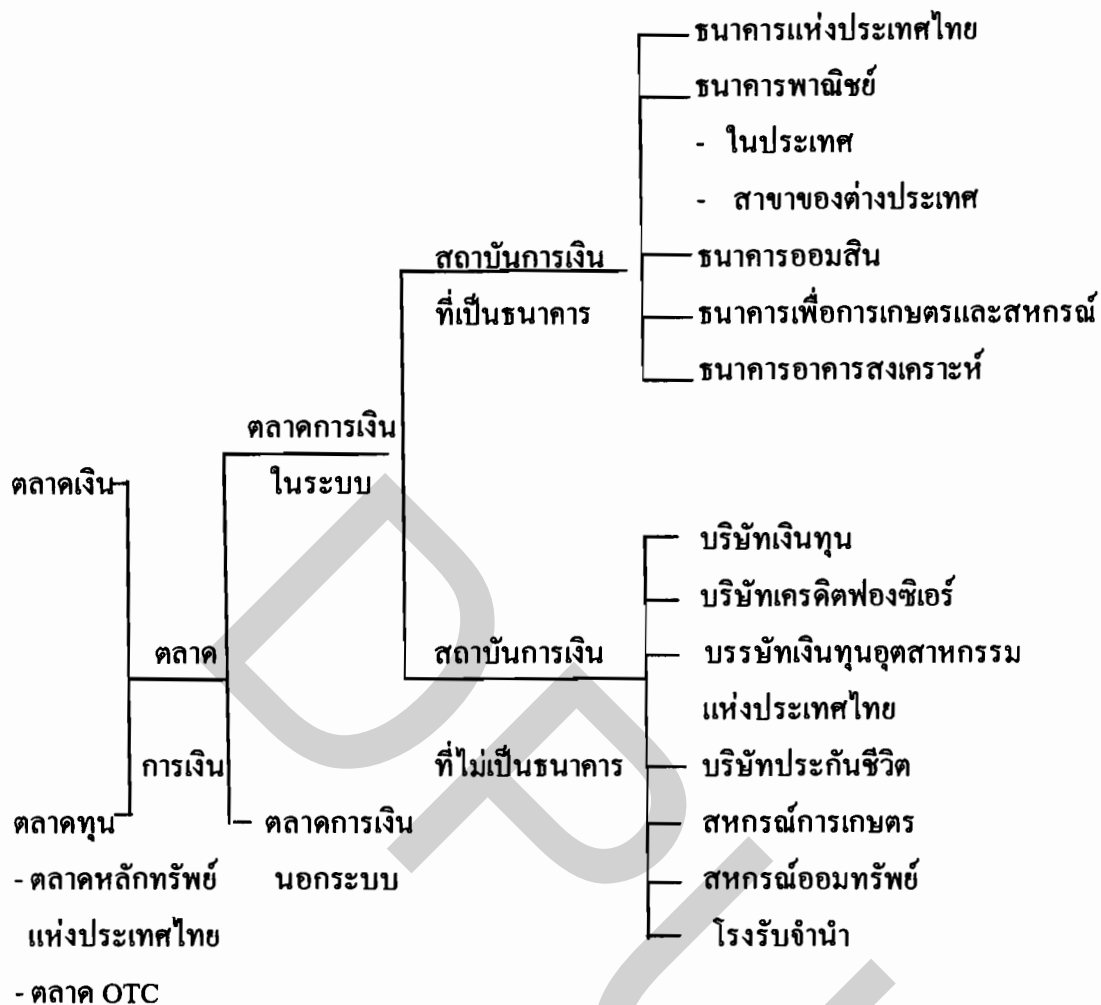 ธนาคารแห่งประเทศไทย
ธนาคารพาณิชย์
- ในประเทศ
- สาขาของต่างประเทศ
สถาบันการเงิน
ที่เป็นธนาคาร
ธนาคารออมสิน
ธนาคารเพื่อการเกษตรและสหกรณ์
ธนาคารอาคารสงเคราะห์
ตลาดการเงิน
ในระบบ
ตลาดเงิน
ตลาด
การเงิน
ตลาดทุน
- ตลาดหลักทรัพย์
แห่งประเทศไทย
- ตลาด OTC
ตลาดการเงิน
นอกระบบ
สถาบันการเงิน
ที่ไม่เป็นธนาคาร
บริษัทเงินทุน
บริษัทเครดิตฟองซิเอร์
บรรษัทเงินทุนอุตสาหกรรม
แห่งประเทศไทย
บริษัทประกันชีวิต
สหกรณ์การเกษตร
สหกรณ์ออมทรัพย์
โรงรับจำนำ
DPU